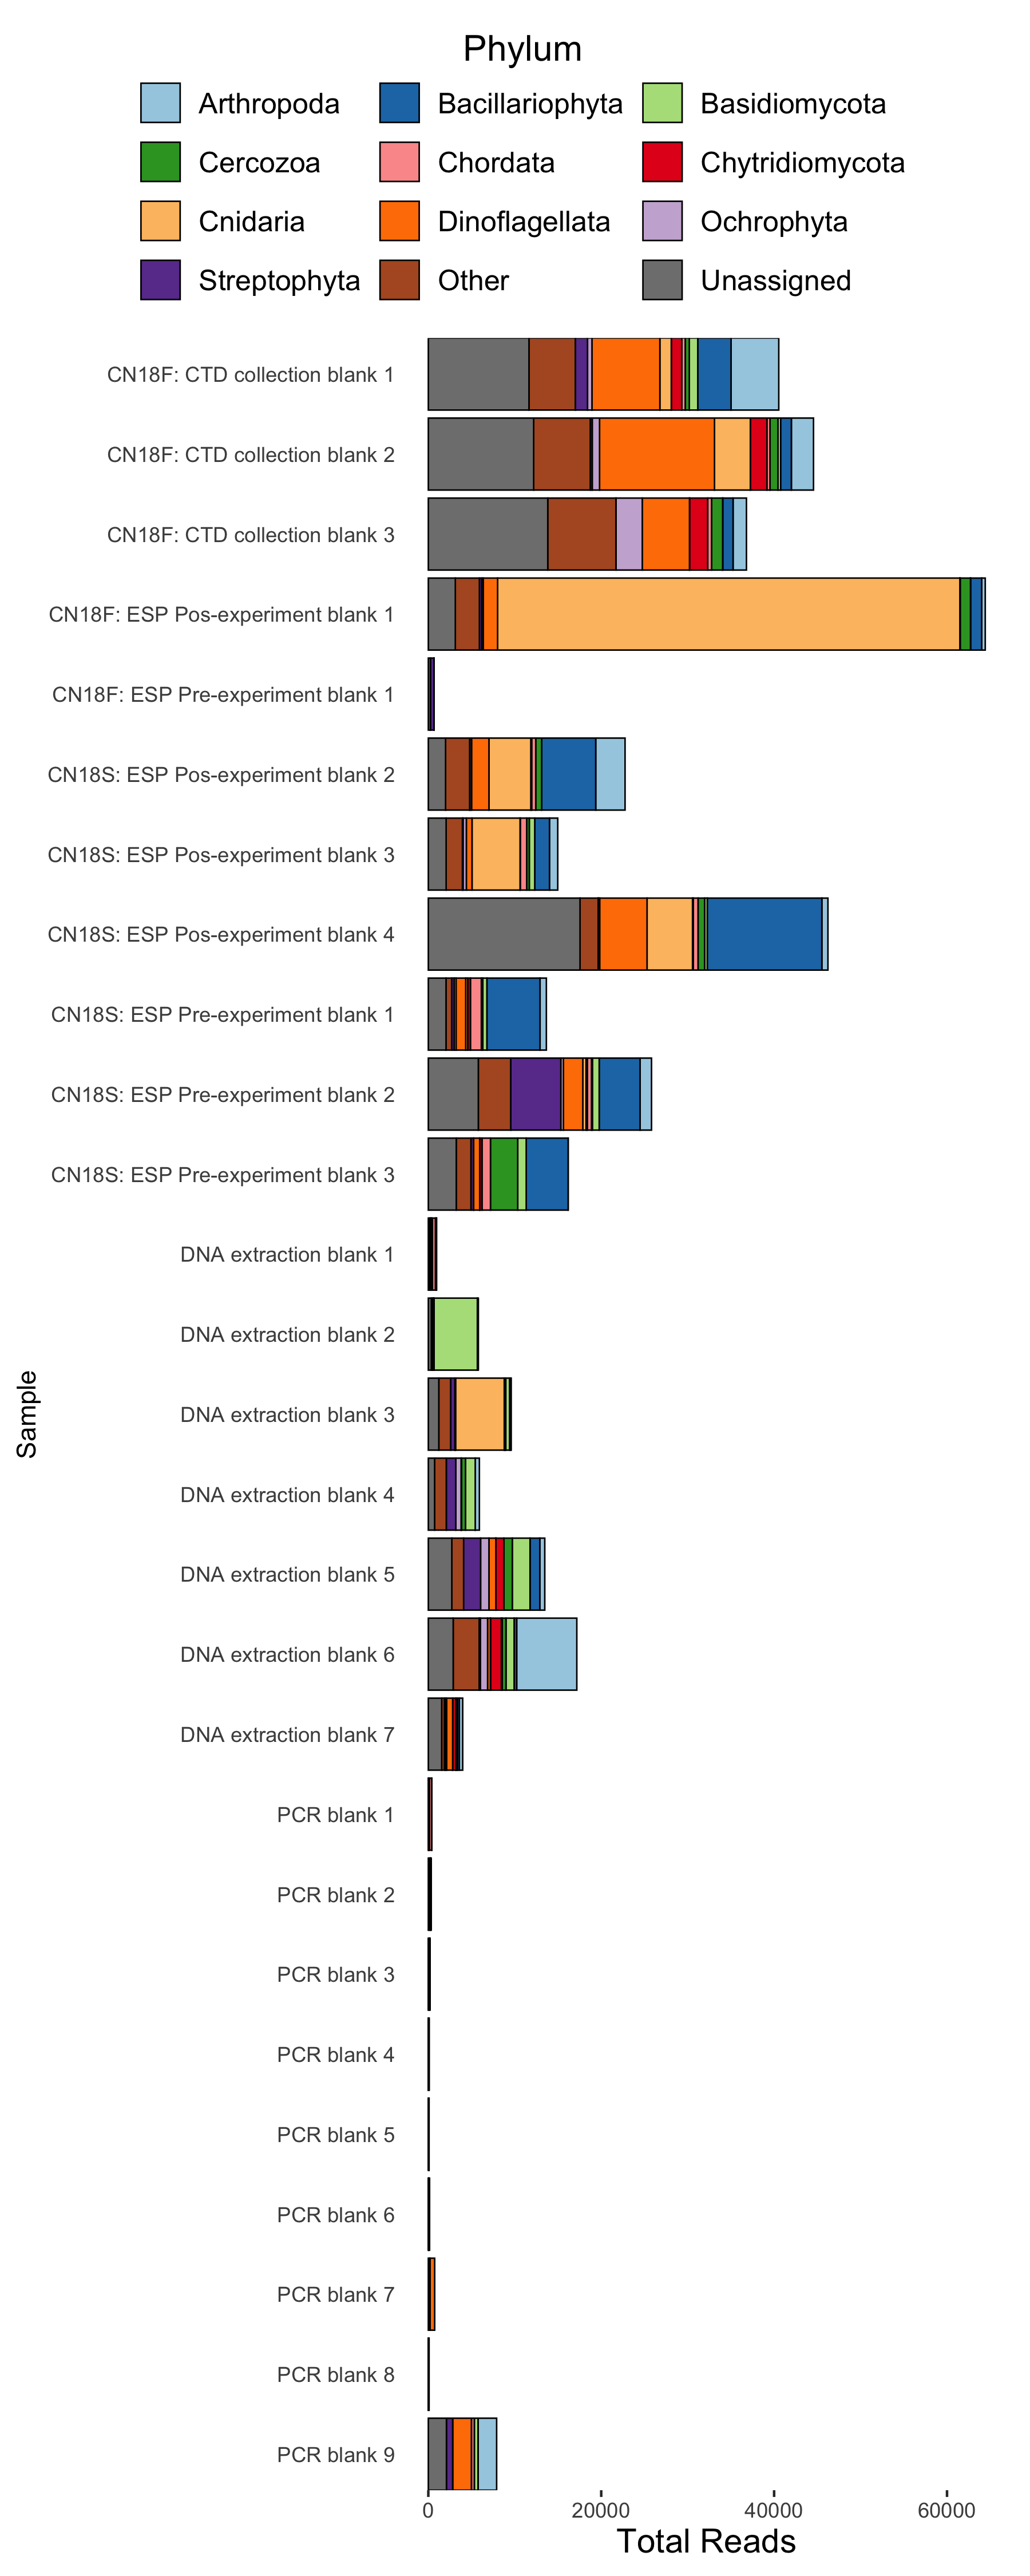 Phylum
Arthropoda Bacillariophyta Basidiomycota
Cercozoa Chordata Chytridiomycota
Cnidaria Dinoflagellata Ochrophyta
Streptophyta Other Unassigned
CN18F: CTD collection blank 1
CN18F: CTD collection blank 2
CN18F: CTD collection blank 3
CN18F: ESP Pos-experiment blank 1
CN18F: ESP Pre-experiment blank 1
CN18S: ESP Pos-experiment blank 2
CN18S: ESP Pos-experiment blank 3
CN18S: ESP Pos-experiment blank 4
CN18S: ESP Pre-experiment blank 1
CN18S: ESP Pre-experiment blank 2
CN18S: ESP Pre-experiment blank 3
DNA extraction blank 1
DNA extraction blank 2
DNA extraction blank 3
DNA extraction blank 4
DNA extraction blank 5
DNA extraction blank 6
DNA extraction blank 7
PCR blank 1
PCR blank 2
PCR blank 3
PCR blank 4
PCR blank 5
PCR blank 6
PCR blank 7
PCR blank 8
PCR blank 9
Sample
0 20000 40000 60000
Total Reads